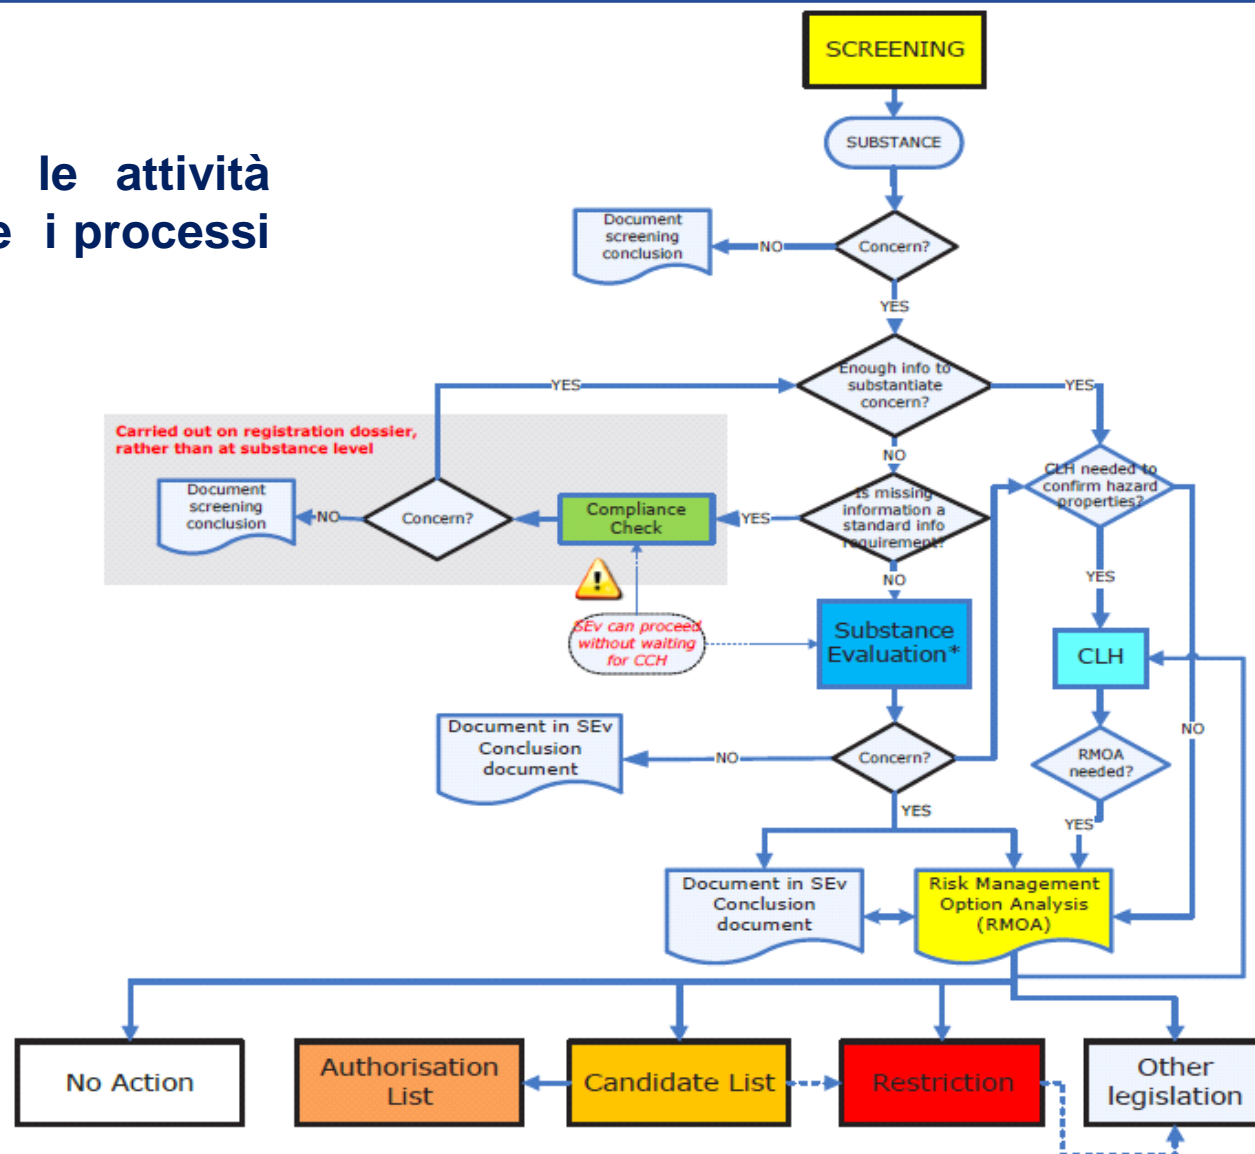 SCREENING
le attività
e i processi
SUBSTANCE
Document
screening
conclusion
NO
Concern?
YES
Enough info to
substantiate
concern?
YES
YES
Carried out on registration dossier,
rather than at substance level
NO
CLH needed to
confirm hazard
properties?
Document
screening
conclusion
NO
Concern?
Compliance
Check
YES
Is missing
information a
standard info
requirement?
NO
YES
SEv can proceed
without waiting
for CCH
Substance
Evaluation*
CLH
NO
Document in SEv
Conclusion
document
NO
Concern?
RMOA
needed?
YES
YES
Document in SEv
Conclusion
document
Risk Management
Option Analysis
(RMOA)
No Action
Authorisation
List
Candidate List
Restriction
Other
legislation